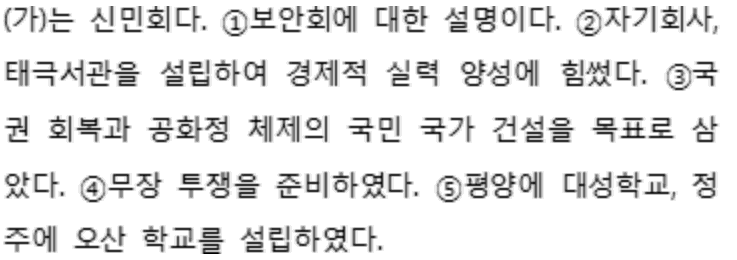 (가)는 신민회다. ①보안회에 대한 설명이다. ②자기회사,
태극서관을 설립하여 경제적 실력 양성에 힘썼다. ③국
권 회복과 공화정 체제의 국민 국가 건설을 목표로 삼
았다. ④무장 투쟁을 준비하였다. ⑤평양에 대성학교, 정
주에 오산 학교를 설립하였다.